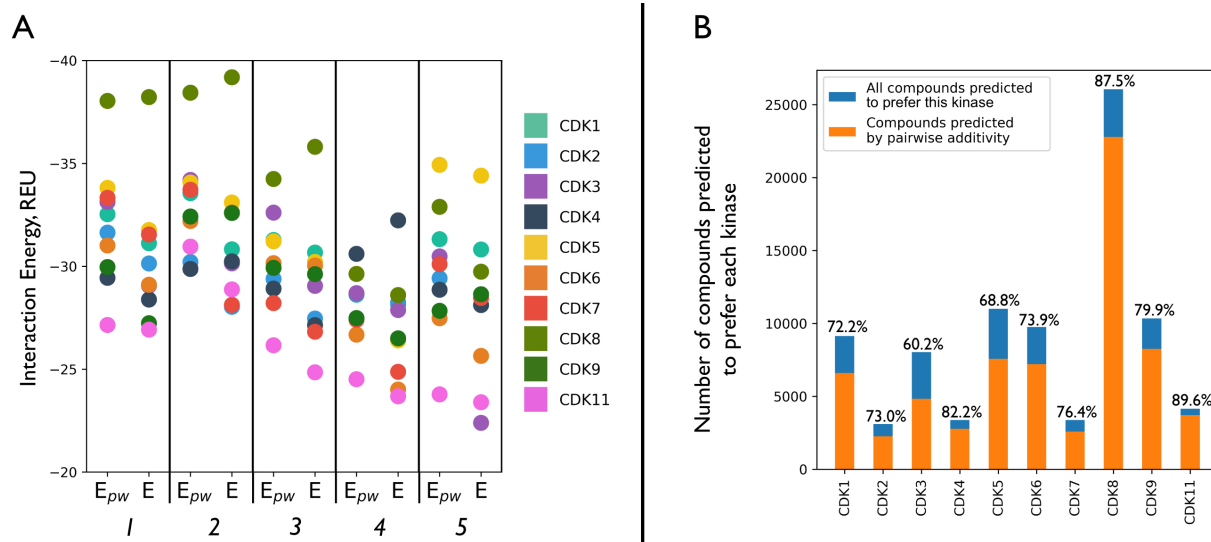 A
Interaction Energy, REU
−40
−35
−30
−25
−20
E_pw E E_pw E E_pw E E_pw E E_pw E
1 2 3 4 5
CDK1
CDK2
CDK3
CDK4
CDK5
CDK6
CDK7
CDK8
CDK9
CDK11
B
Number of compounds predicted
to prefer each kinase
25000
20000
15000
10000
5000
0
All compounds predicted
to prefer this kinase
Compounds predicted
by pairwise additivity
72.2%
73.0%
60.2%
82.2%
68.8%
73.9%
76.4%
87.5%
79.9%
89.6%
CDK1
CDK2
CDK3
CDK4
CDK5
CDK6
CDK7
CDK8
CDK9
CDK11